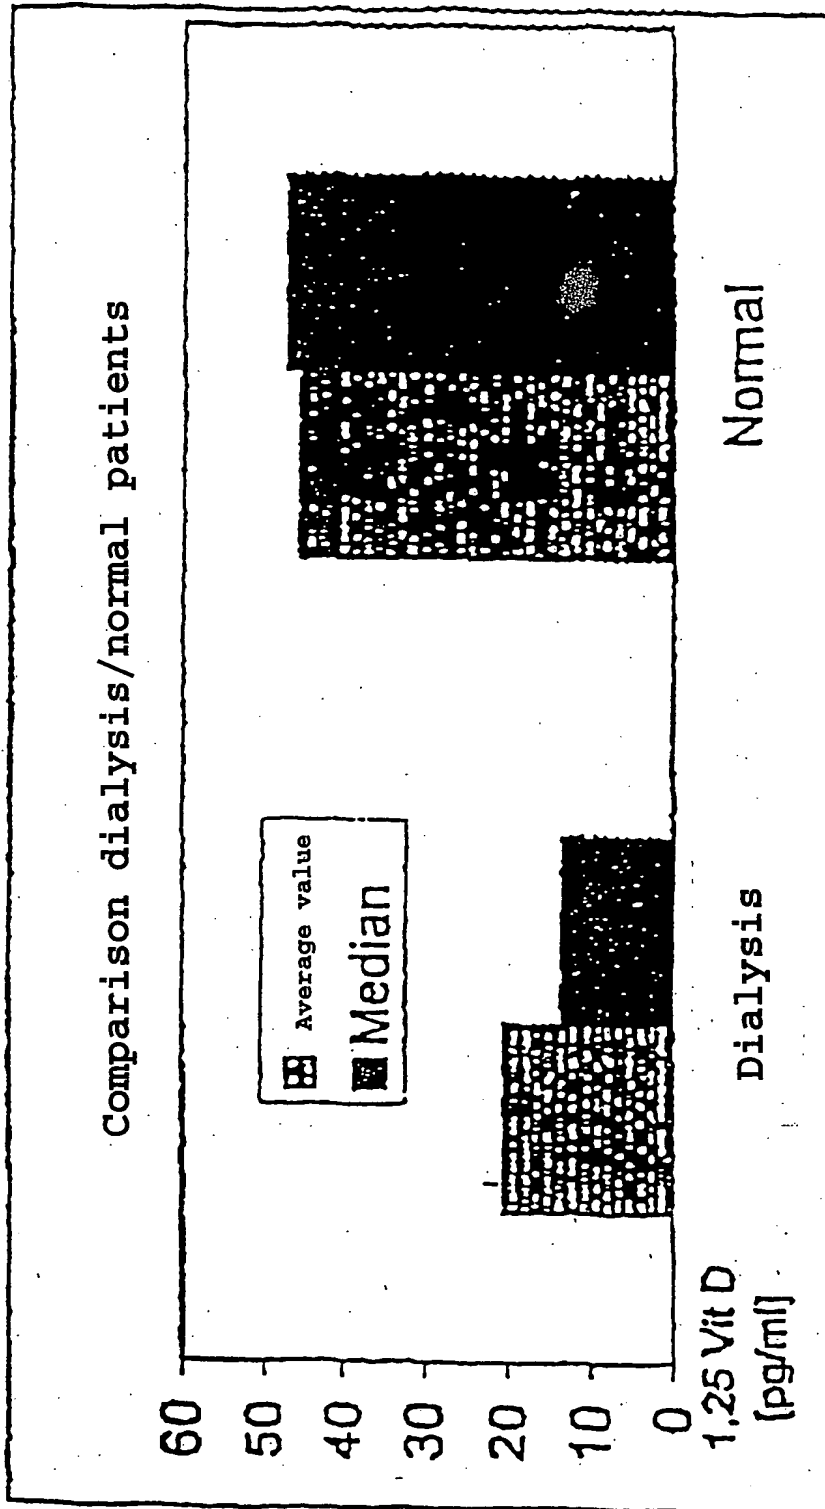 Comparison dialysis/normal patients
60
50
40
30
20
10
0
Average value
Median
1,25 Vit D
[pg/ml]
Dialysis
Normal